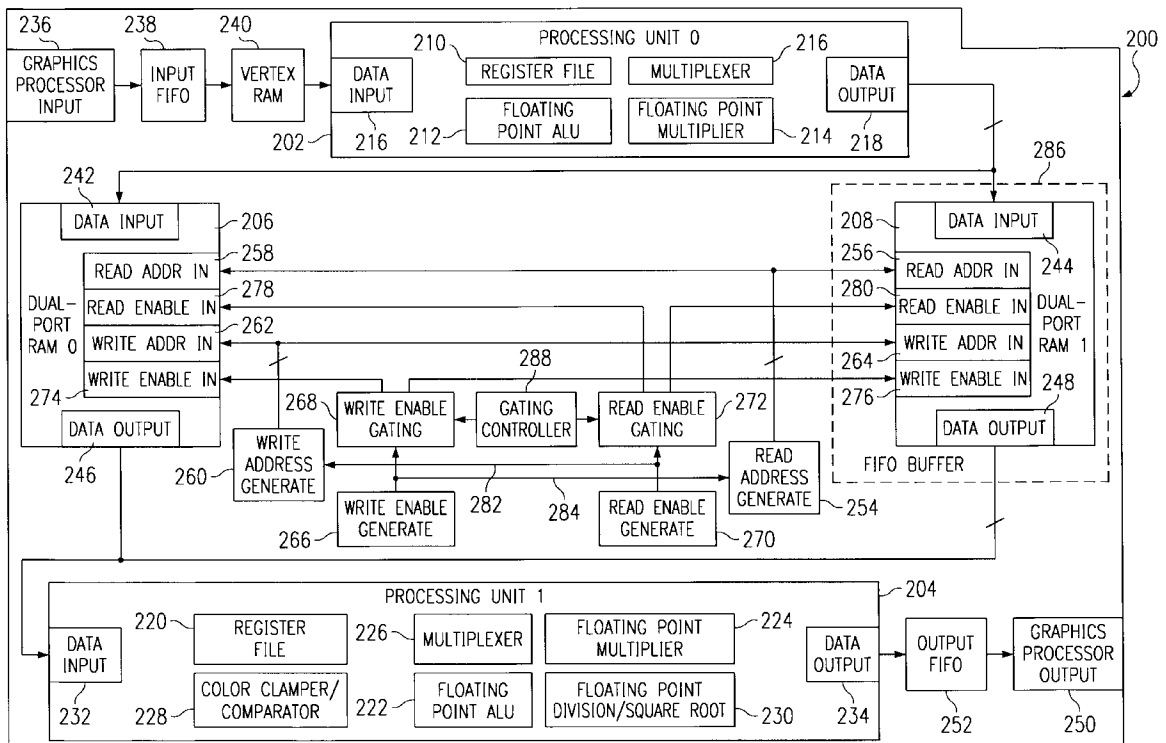 236
238
240
200
GRAPHICS
PROCESSOR
INPUT
INPUT
FIFO
VERTEX
RAM
PROCESSING UNIT 0
DATA
INPUT
216
202
210
REGISTER FILE
MULTIPLEXER
216
FLOATING
POINT ALU
212
FLOATING POINT
MULTIPLIER
214
DATA
OUTPUT
218
242
DATA INPUT
206
258
READ ADDR IN
278
READ ENABLE IN
262
WRITE ADDR IN
WRITE ENABLE IN
274
DUAL-
PORT
RAM 0
DATA OUTPUT
246
286
208
DATA INPUT
244
256
READ ADDR IN
280
READ ENABLE IN
WRITE ADDR IN
264
WRITE ENABLE IN
276
DUAL-
PORT
RAM 1
248
DATA OUTPUT
FIFO BUFFER
268
WRITE ENABLE
GATING
288
GATING
CONTROLLER
READ ENABLE
GATING
272
260
WRITE
ADDRESS
GENERATE
282
284
READ
ADDRESS
GENERATE
254
WRITE ENABLE
GENERATE
266
READ ENABLE
GENERATE
270
PROCESSING UNIT 1
204
DATA
INPUT
232
220
REGISTER
FILE
226
MULTIPLEXER
FLOATING POINT
MULTIPLIER
224
228
COLOR CLAMPER/
COMPARATOR
222
FLOATING
POINT ALU
FLOATING POINT
DIVISION/SQUARE ROOT
230
DATA
OUTPUT
234
OUTPUT
FIFO
252
GRAPHICS
PROCESSOR
OUTPUT
250